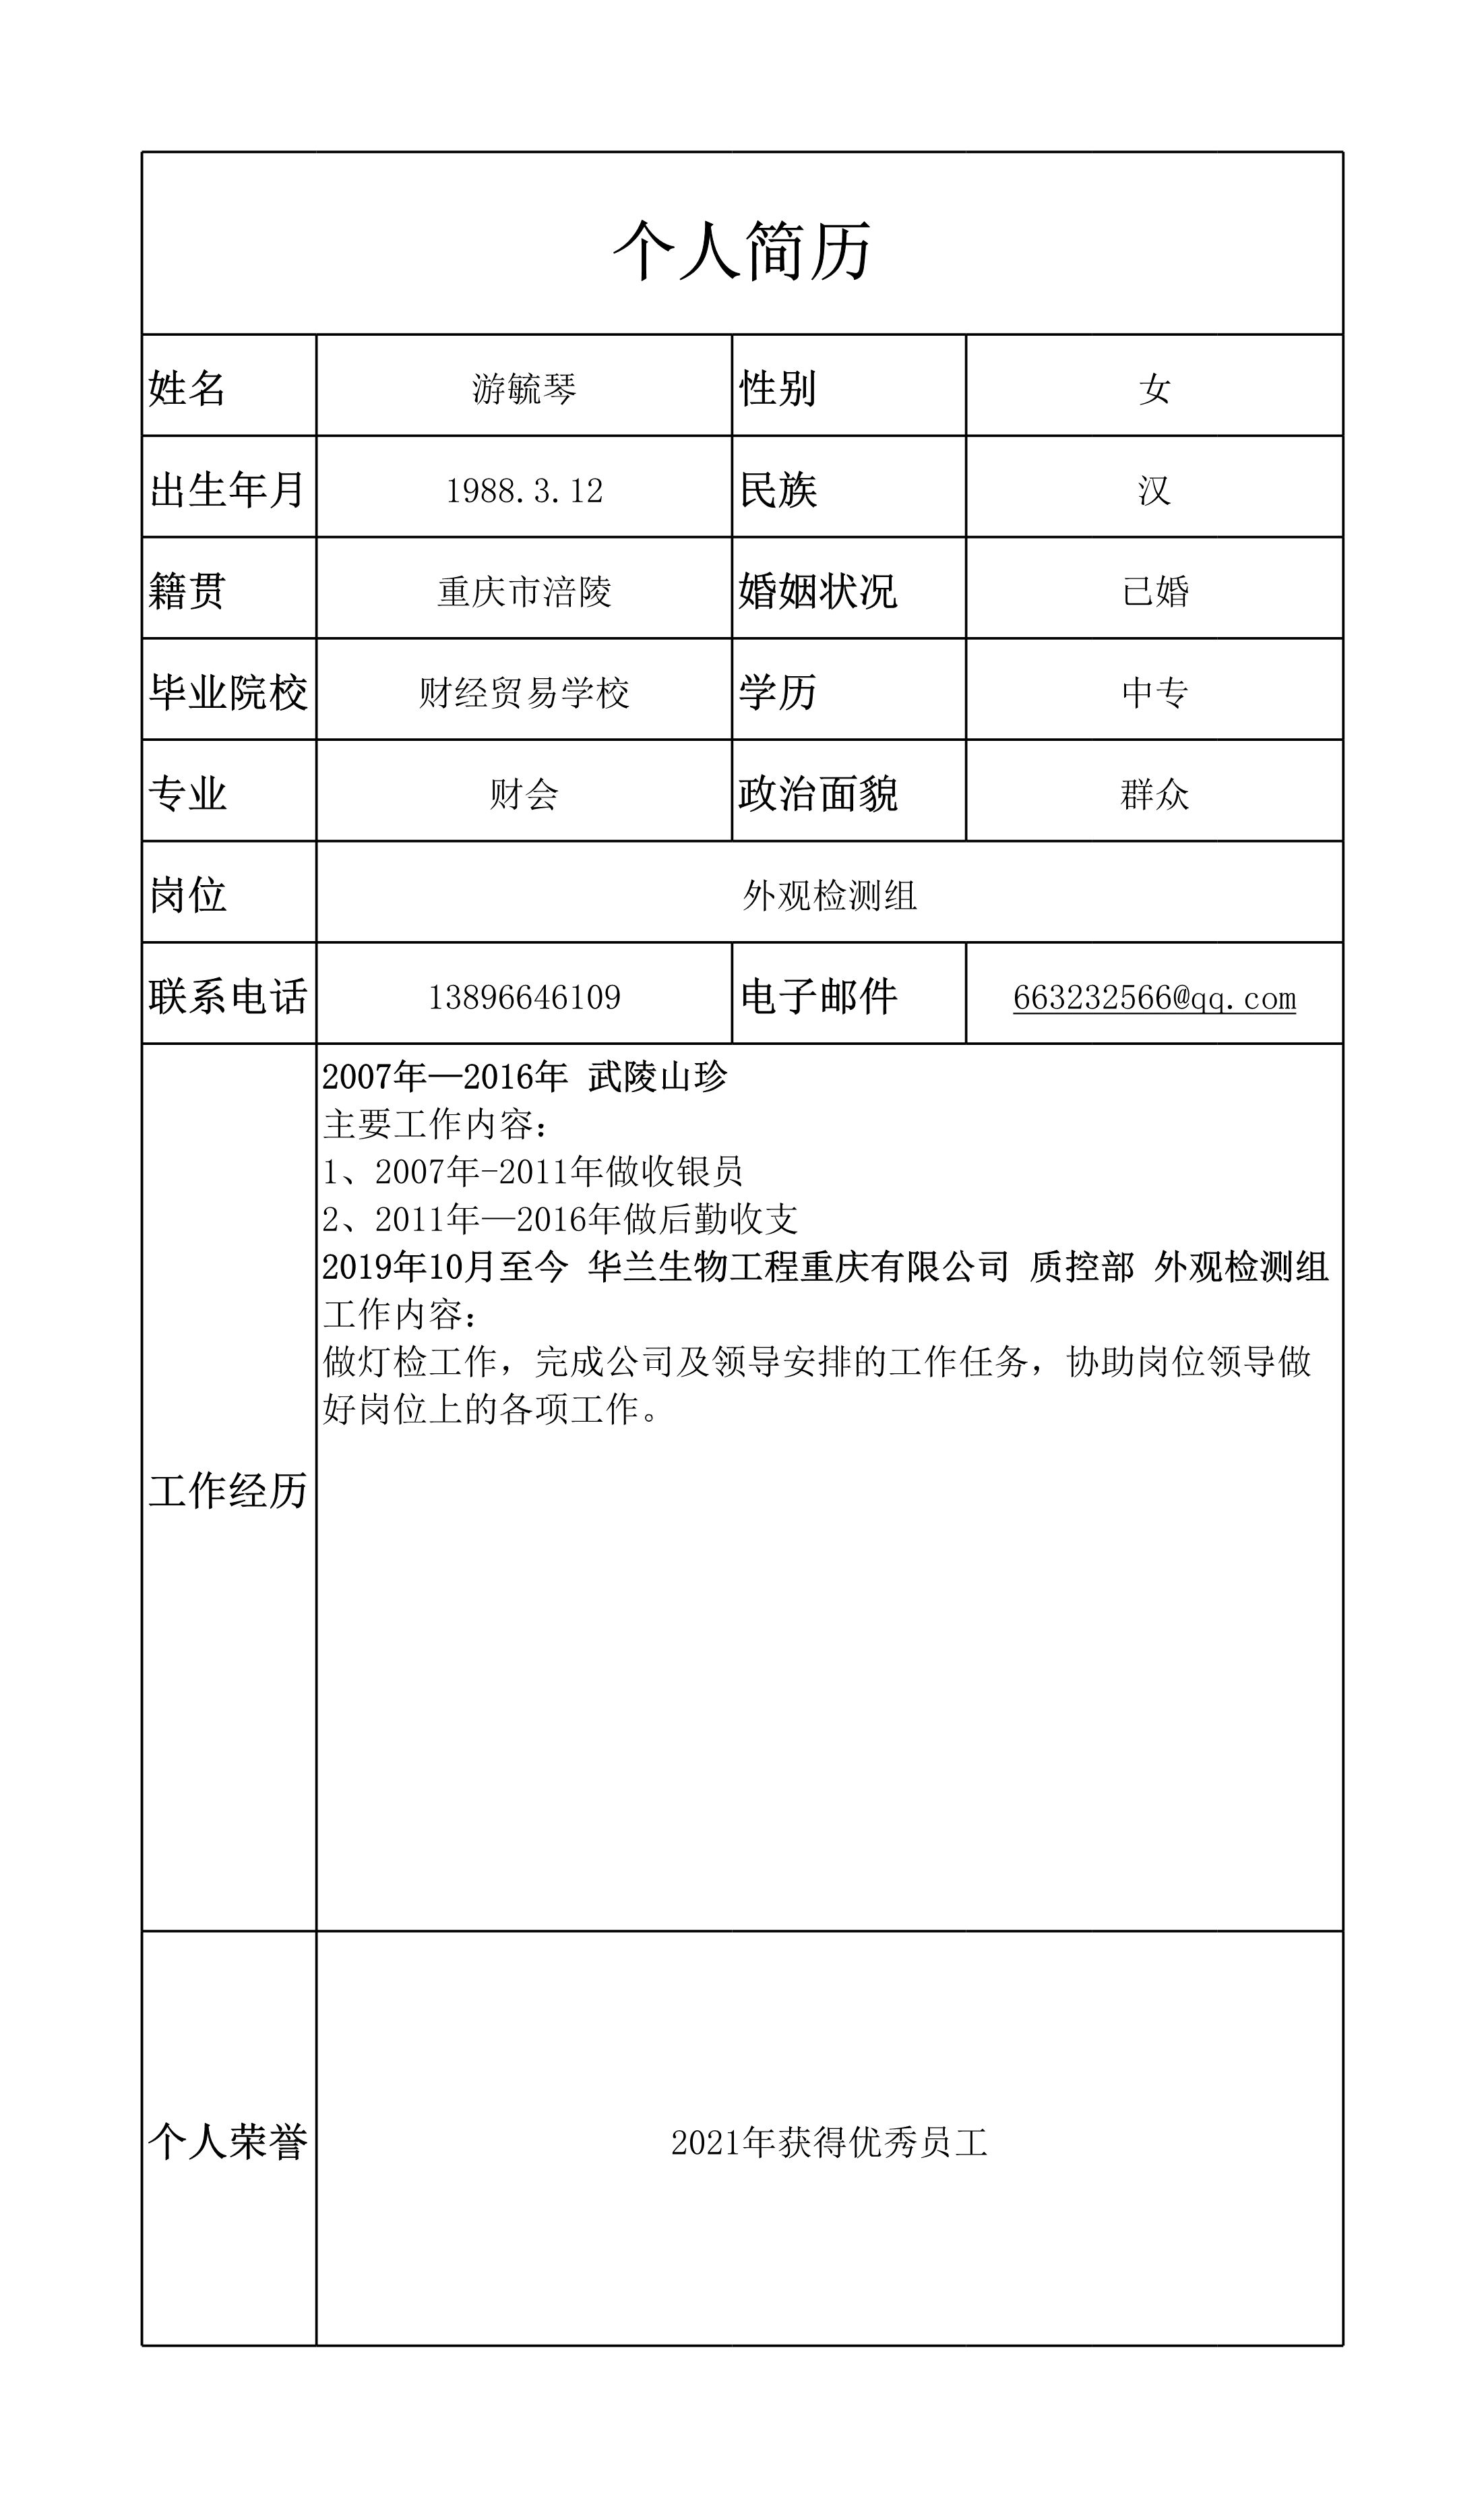 个人简历
姓名 游毓琴 性别 女
出生年月 1988.3.12 民族 汉
籍贯 重庆市涪陵 婚姻状况 已婚
毕业院校 财经贸易学校 学历 中专
专业 财会 政治面貌 群众
岗位 外观检测组
联系电话 13896646109 电子邮件 663232566@qq.com
工作经历
2007年—2016年 武陵山珍
主要工作内容：
1、2007年-2011年做收银员
2、2011年—2016年做后勤收支
2019年10月至今 华兰生物工程重庆有限公司 质控部 外观检测组
工作内容：
做灯检工作，完成公司及领导安排的工作任务，协助岗位领导做
好岗位上的各项工作。
个人荣誉 2021年获得优秀员工